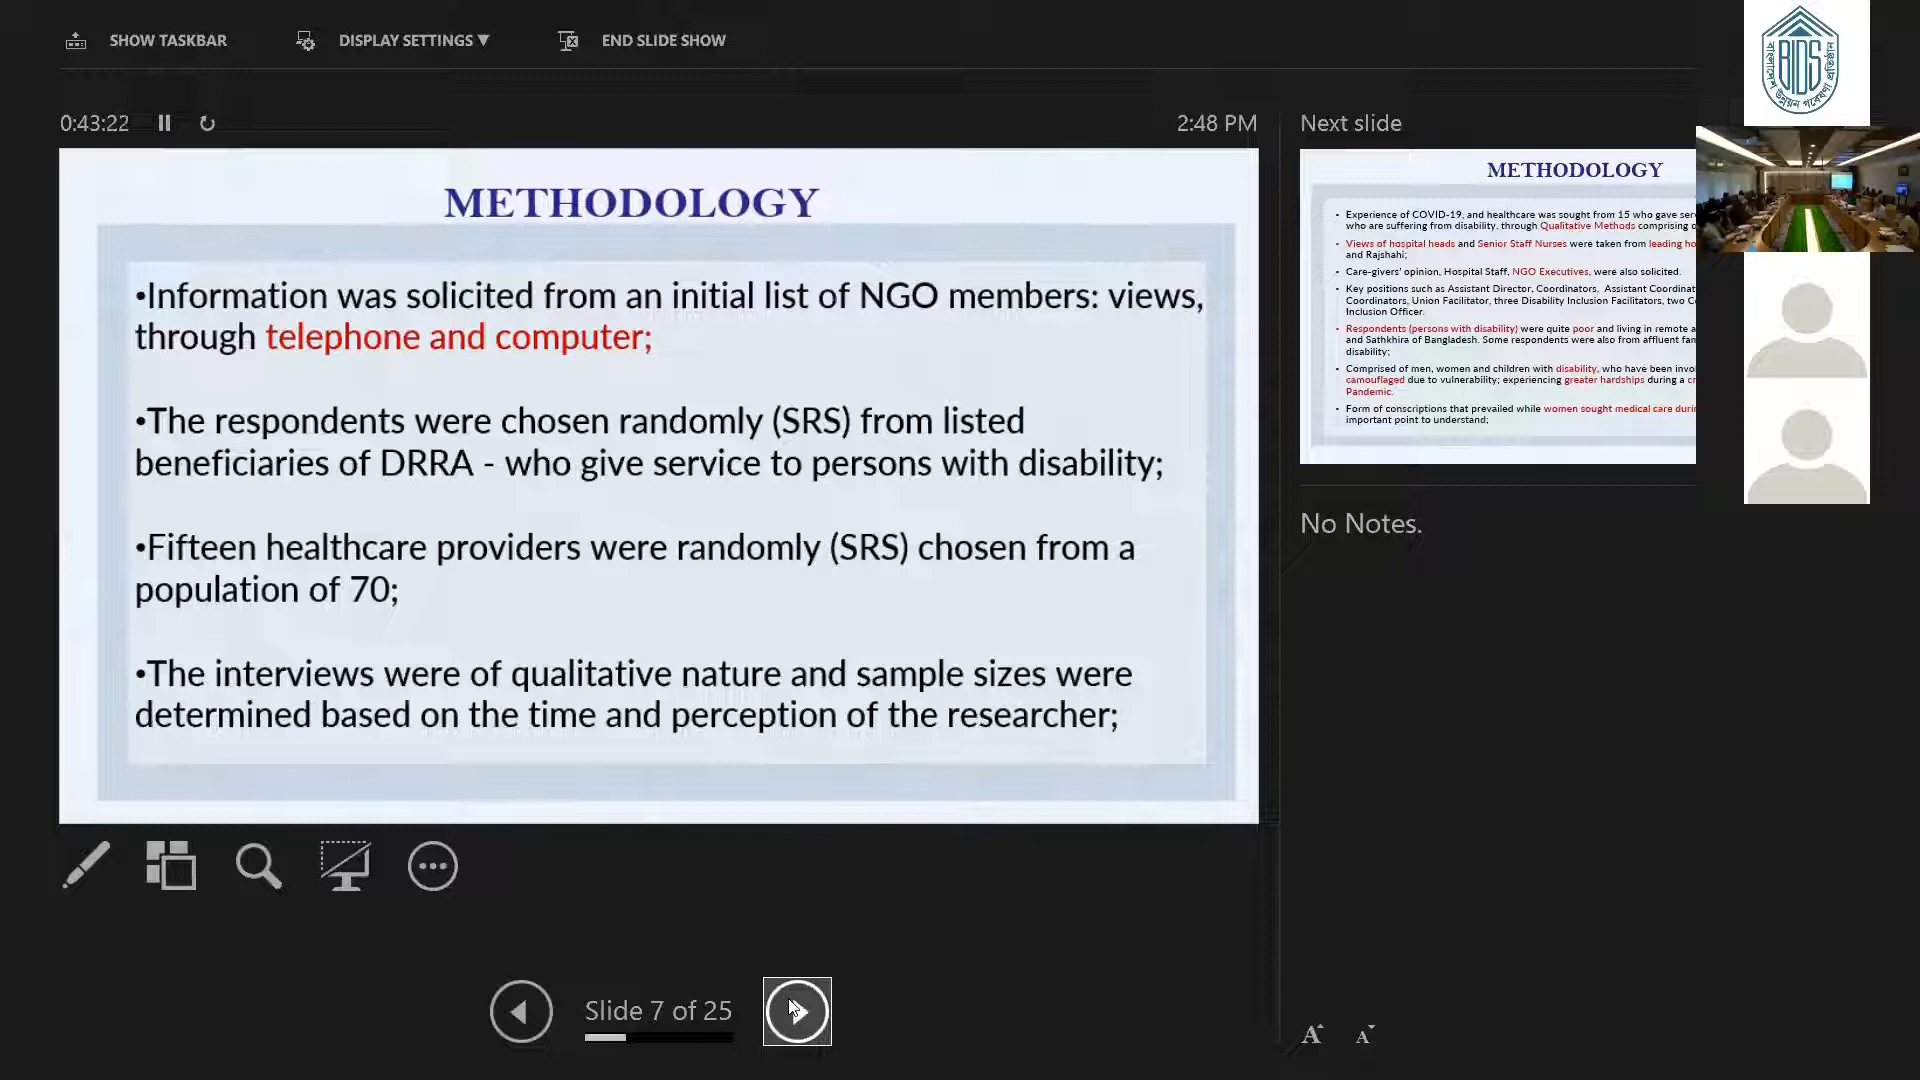 SHOW TASKBAR
DISPLAY SETTINGS ▼
END SLIDE SHOW
0:43:22
2:48 PM
METHODOLOGY
•Information was solicited from an initial list of NGO members: views,
through telephone and computer;
•The respondents were chosen randomly (SRS) from listed
beneficiaries of DRRA - who give service to persons with disability;
•Fifteen healthcare providers were randomly (SRS) chosen from a
population of 70;
•The interviews were of qualitative nature and sample sizes were
determined based on the time and perception of the researcher;
Slide 7 of 25
Next slide
METHODOLOGY
• Experience of COVID-19, and healthcare was sought from 15 who gave ser
who are suffering from disability, through Qualitative Methods comprising
• Views of hospital heads and Senior Staff Nurses were taken from leading ho
and Rajshahi;
• Care-givers' opinion, Hospital Staff, NGO Executives, were also solicited.
• Key positions such as Assistant Director, Coordinators, Assistant Coordinat
Coordinators, Union Facilitator, three Disability Inclusion Facilitators, two C
Inclusion Officer.
• Respondents (persons with disability) were quite poor and living in remote a
and Sathkhira of Bangladesh. Some respondents were also from affluent fam
disability;
• Comprised of men, women and children with disability, who have been invo
camouflaged due to vulnerability; experiencing greater hardships during a cr
Pandemic.
• Form of conscriptions that prevailed while women sought medical care duri
important point to understand;
No Notes.
A A
BIDS
বাংলাদেশ উন্নয়ন গবেষণা প্রতিষ্ঠান